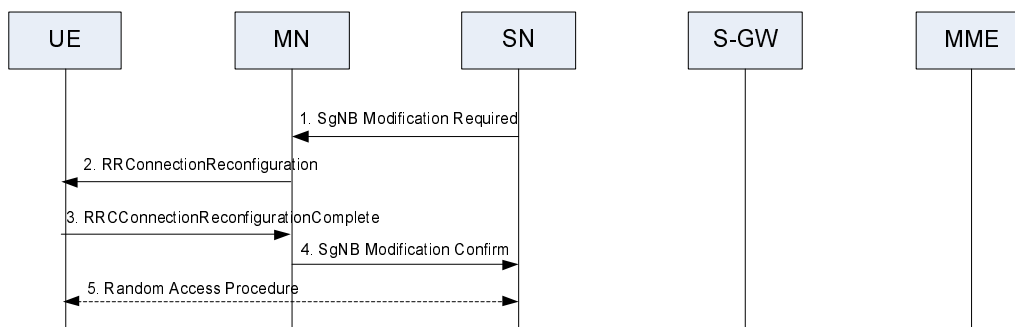 UE
MN
SN
S-GW
MME
1. SgNB Modification Required
2. RRConnectionReconfiguration
3. RRCConnectionReconfigurationComplete
4. SgNB Modification Confirm
5. Random Access Procedure